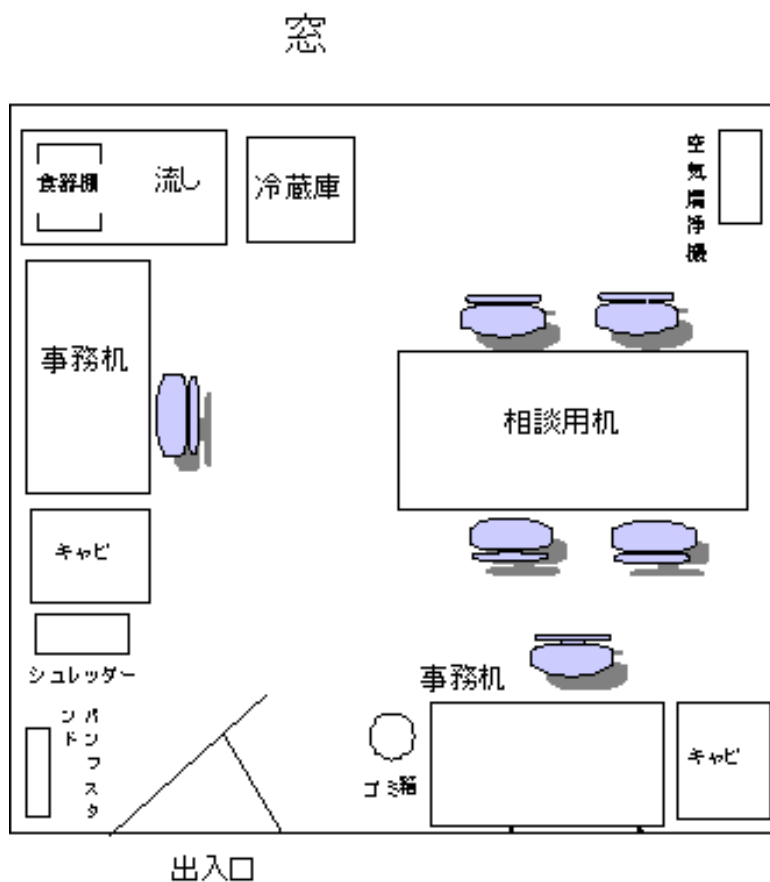 窓
食器棚
流し
冷蔵庫
空気清浄機
事務机
相談用机
キャビ
シュレッダー
事務机
パンフスタンド
ゴミ箱
キャビ
出入口